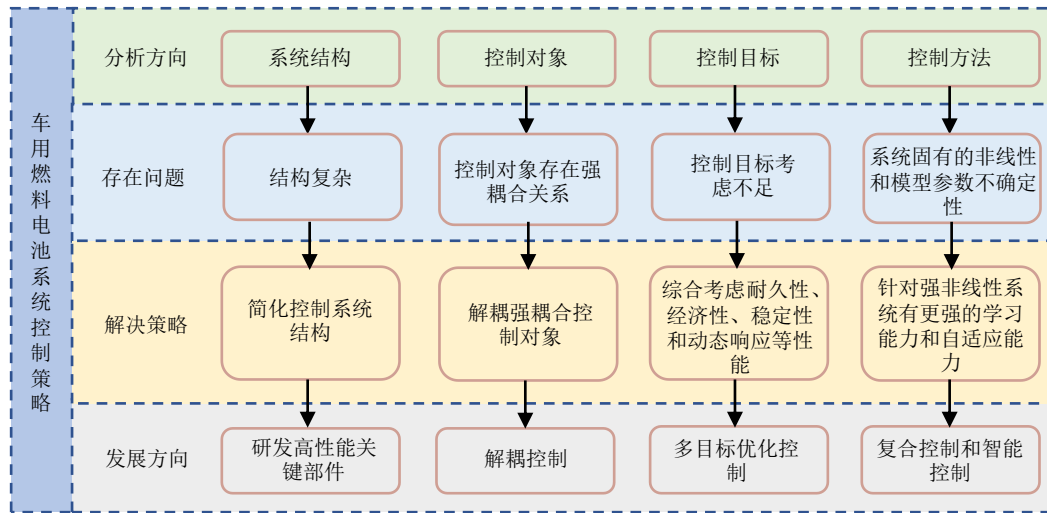 车用燃料电池系统控制策略
分析方向
系统结构
控制对象
控制目标
控制方法
存在问题
结构复杂
控制对象存在强
耦合关系
控制目标考
虑不足
系统固有的非线性
和模型参数不确定
性
解决策略
简化控制系统
结构
解耦强耦合控
制对象
综合考虑耐久性、
经济性、稳定性
和动态响应等性
能
针对强非线性系
统有更强的学习
能力和自适应能
力
发展方向
研发高性能关
键部件
解耦控制
多目标优化控
制
复合控制和智能
控制